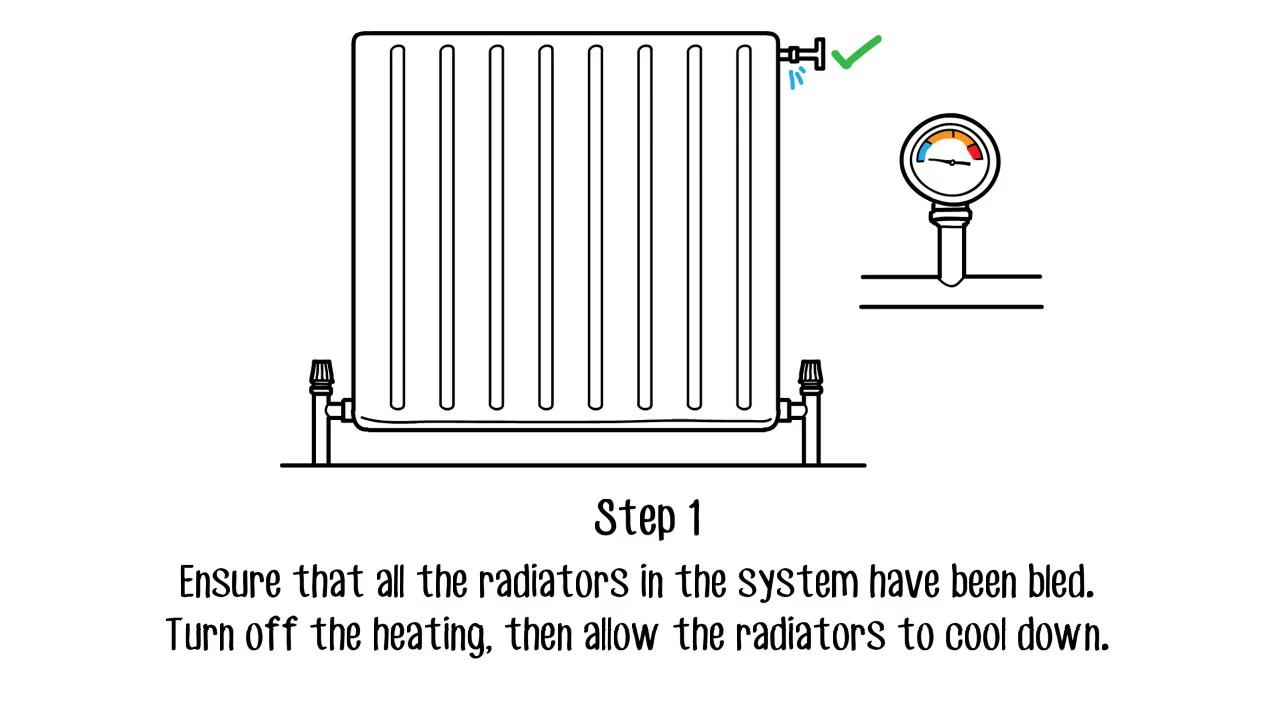 Step 1
Ensure that all the radiators in the system have been bled.
Turn off the heating, then allow the radiators to cool down.